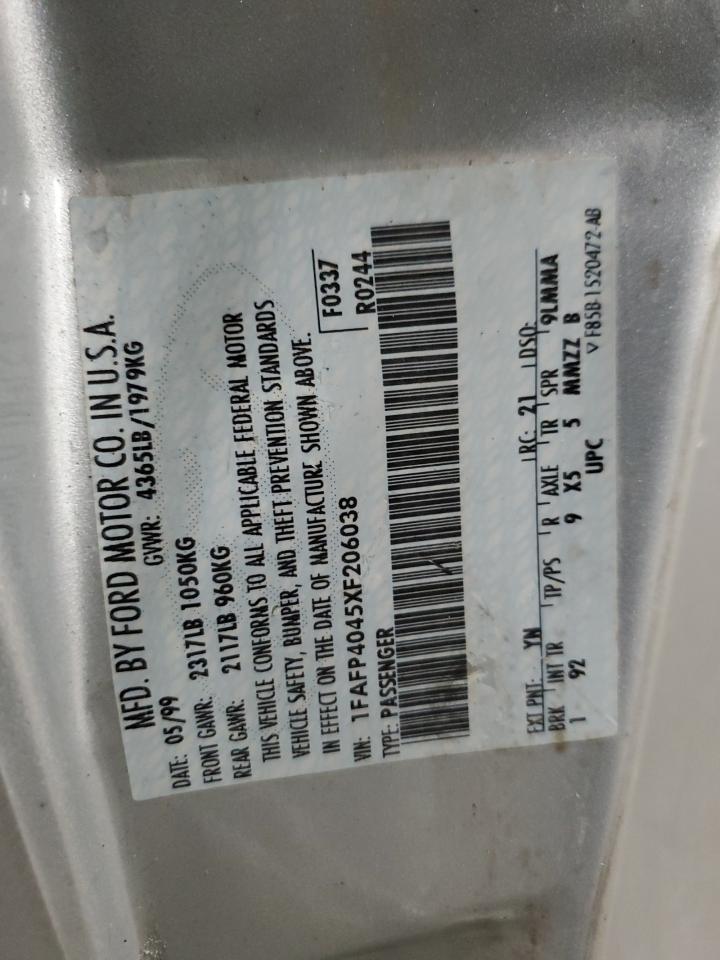 MFD. BY FORD MOTOR CO. IN U.S.A.
DATE: 05/99 GVWR: 4365LB/1979KG
FRONT GAWR: 2317LB 1050KG
REAR GAWR: 2117LB 960KG
THIS VEHICLE CONFORMS TO ALL APPLICABLE FEDERAL MOTOR
VEHICLE SAFETY, BUMPER, AND THEFT PREVENTION STANDARDS
IN EFFECT ON THE DATE OF MANUFACTURE SHOWN ABOVE.
F0337
VIN: 1FAFP4045XF206038 R0244
TYPE: PASSENGER
EXT PNT: YN RC: 21 DSO:
BRK INT TR TP/PS R AXLE TR SPR 9LMMA
1 92 9 X5 5 MMZZ B
UPC
▽ F85B-1520472-AB